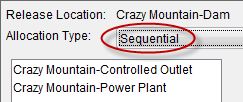 Release Location: Crazy Mountain-Dam
Allocation Type: Sequential
Crazy Mountain-Controlled Outlet
Crazy Mountain-Power Plant